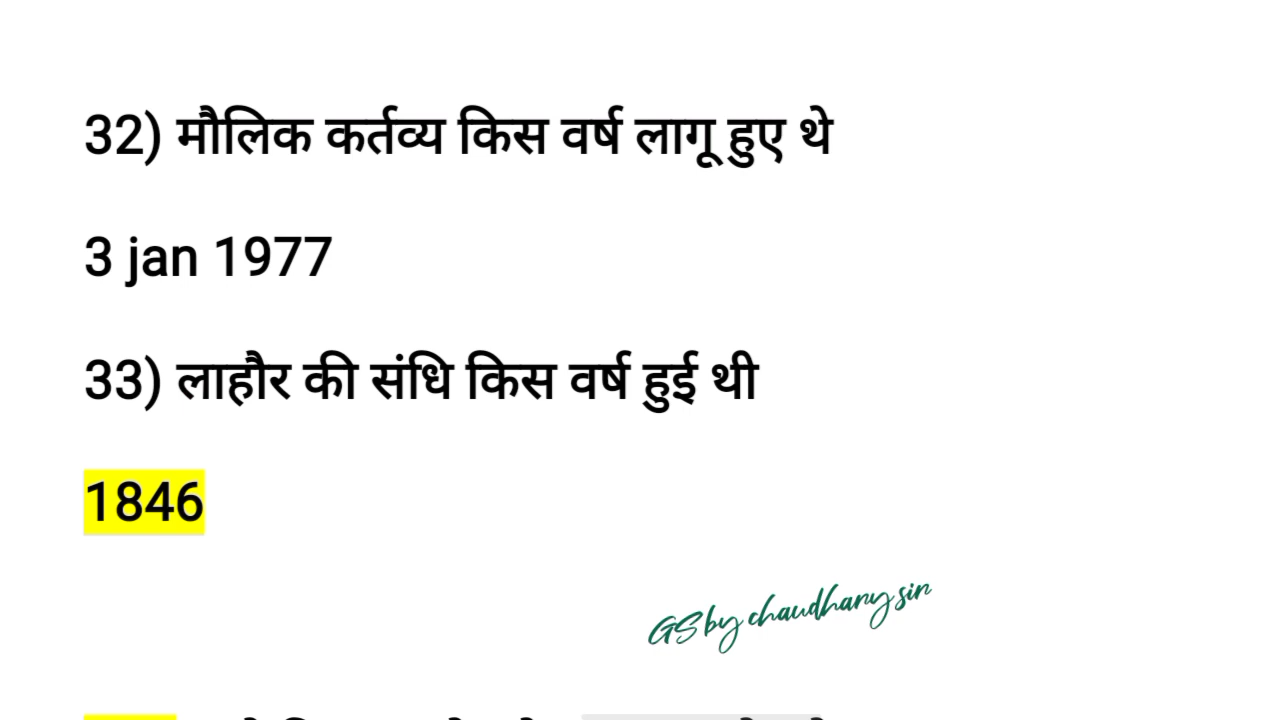 32) मौलिक कर्तव्य किस वर्ष लागू हुए थे
3 jan 1977
33) लाहौर की संधि किस वर्ष हुई थी
1846
GS by chaudhary sir